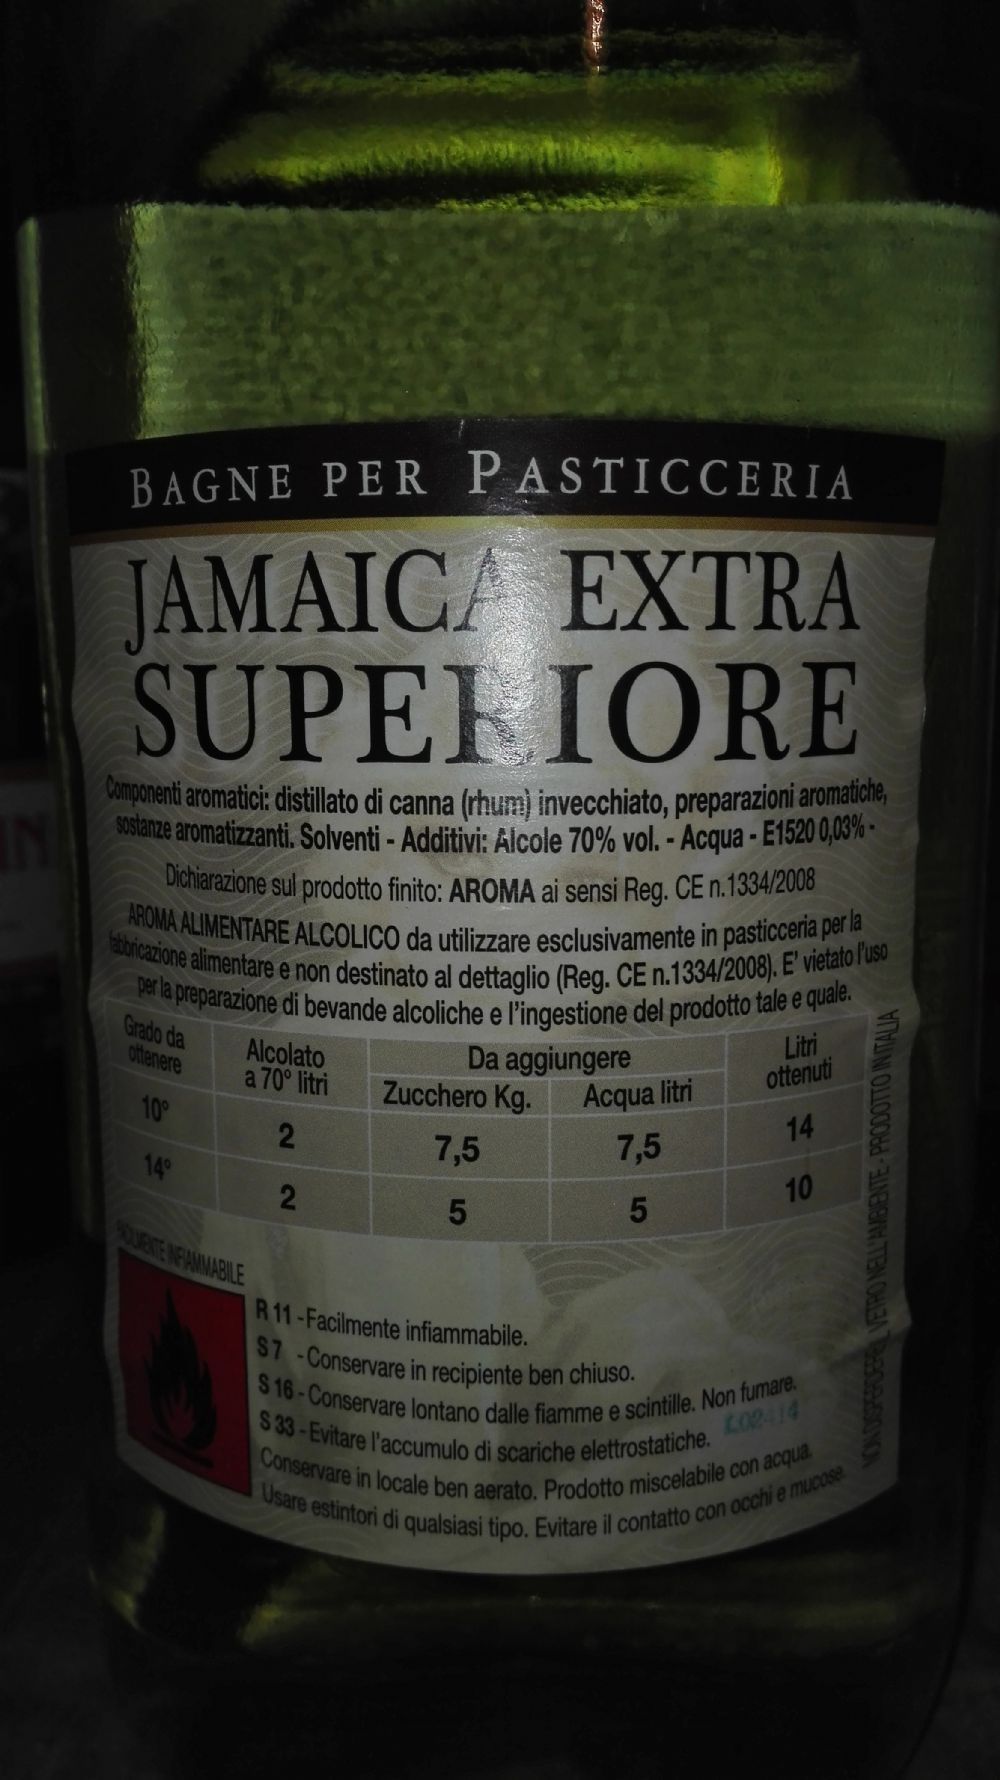 BAGNE PER PASTICCERIA
JAMAICA EXTRA
SUPERIORE
Componenti aromatici: distillato di canna (rhum) invecchiato, preparazioni aromatiche,
sostanze aromatizzanti. Solventi - Additivi: Alcole 70% vol. - Acqua - E1520 0,03% -
Dichiarazione sul prodotto finito: AROMA ai sensi Reg. CE n.1334/2008
AROMA ALIMENTARE ALCOLICO da utilizzare esclusivamente in pasticceria per la
fabbricazione alimentare e non destinato al dettaglio (Reg. CE n.1334/2008). E' vietato l'uso
per la preparazione di bevande alcoliche e l'ingestione del prodotto tale e quale.
Grado da ottenere Alcolato a 70° litri Da aggiungere Litri ottenuti
Zucchero Kg. Acqua litri
10° 2 7,5 7,5 14
14° 2 5 5 10
FACILMENTE INFIAMMABILE
R 11 - Facilmente infiammabile.
S 7 - Conservare in recipiente ben chiuso.
S 16 - Conservare lontano dalle fiamme e scintille. Non fumare.
S 33 - Evitare l'accumulo di scariche elettrostatiche.
L02-14
Conservare in locale ben aerato. Prodotto miscelabile con acqua.
Usare estintori di qualsiasi tipo. Evitare il contatto con occhi e mucose.
NON DISPERDERE IL VETRO NELL'AMBIENTE - PRODOTTO IN ITALIA
IN